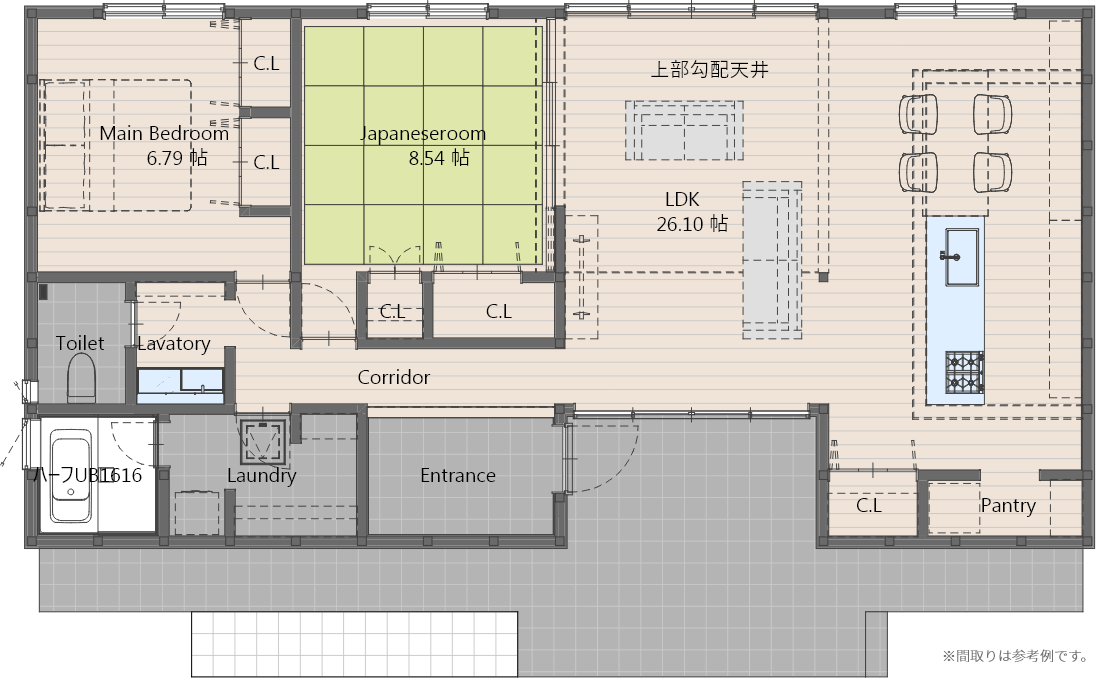 上部勾配天井
C.L
Main Bedroom
6.79 帖
C.L
Japaneseroom
8.54 帖
LDK
26.10 帖
C.L
C.L
Toilet
Lavatory
Corridor
ハーフUB1616
Laundry
Entrance
C.L
Pantry
※間取りは参考例です。